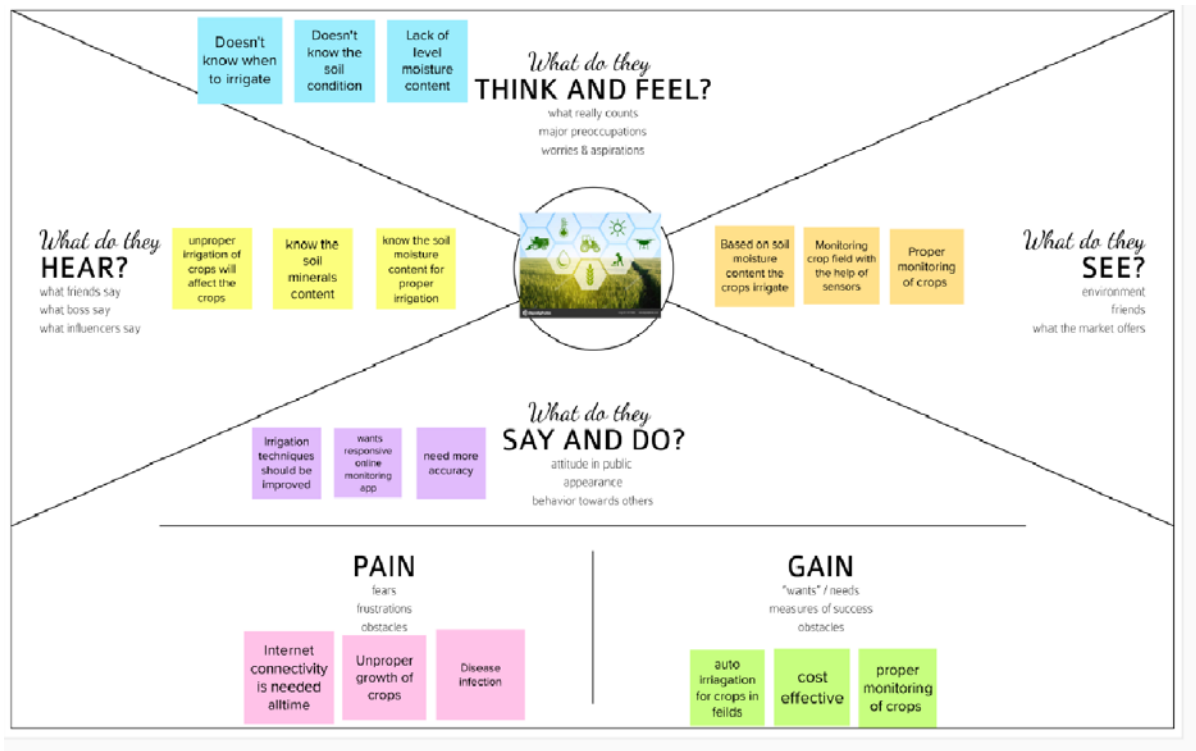 Doesn't
know when
to irrigate
Doesn't
know the
soil
condition
Lack of
level
moisture
content
What do they
THINK AND FEEL?
what really counts
major preoccupations
worries & aspirations
What do they
HEAR?
what friends say
what boss say
what influencers say
unproper
irrigation of
crops will
affect the
crops
know the
soil
minerals
content
know the soil
moisture
content for
proper
irrigation
Based on soil
moisture
content the
crops irrigate
Monitoring
crop field with
the help of
sensors
Proper
monitoring
of crops
What do they
SEE?
environment
friends
what the market offers
What do they
SAY AND DO?
attitude in public
appearance
behavior towards others
Irrigation
techniques
should be
improved
wants
responsive
online
monitoring
app
need more
accuracy
PAIN
fears
frustrations
obstacles
Internet
connectivity
is needed
alltime
Unproper
growth of
crops
Disease
infection
GAIN
"wants" / needs
measures of success
obstacles
auto
irriagation
for crops in
feilds
cost
effective
proper
monitoring
of crops